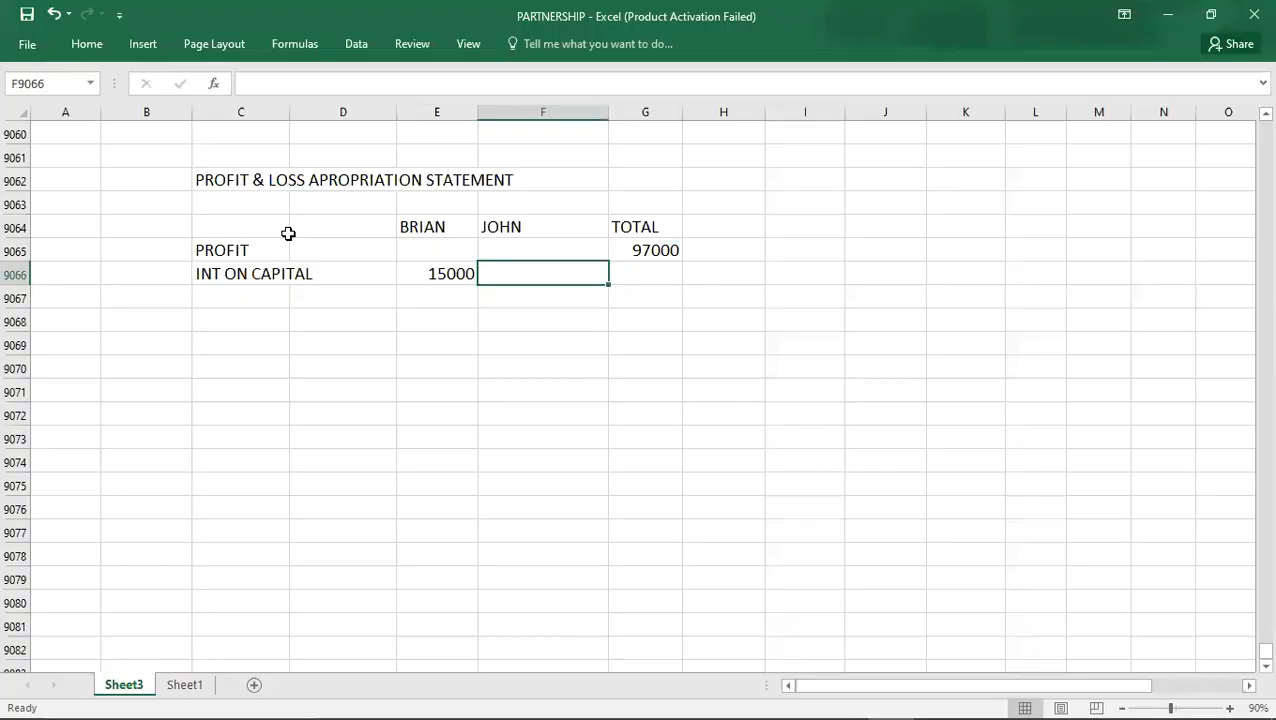 PARTNERSHIP - Excel (Product Activation Failed)
File Home Insert Page Layout Formulas Data Review View Tell me what you want to do... Share
F9066 fx
A B C D E F G H I J K L M N O
9060
9061
9062 PROFIT & LOSS APROPRIATION STATEMENT
9063
9064 BRIAN JOHN TOTAL
9065 PROFIT 97000
9066 INT ON CAPITAL 15000
9067
9068
9069
9070
9071
9072
9073
9074
9075
9076
9077
9078
9079
9080
9081
9082
Sheet3 Sheet1
Ready 90%